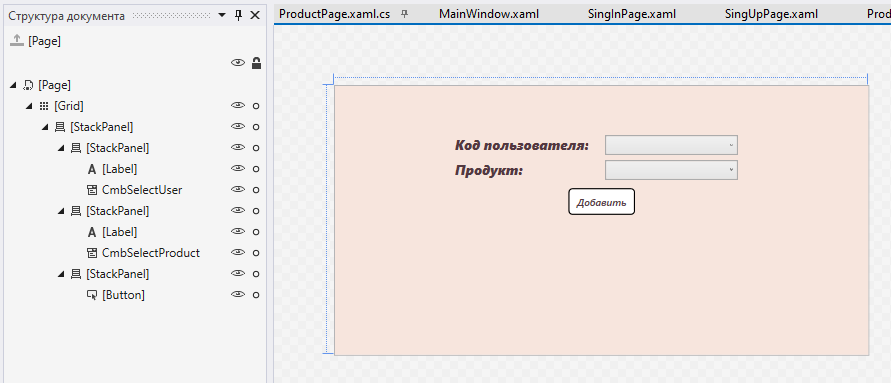 Структура документа
[Page]
[Page]
[Grid]
[StackPanel]
[StackPanel]
[Label]
CmbSelectUser
[StackPanel]
[Label]
CmbSelectProduct
[StackPanel]
[Button]
ProductPage.xaml.cs MainWindow.xaml SingInPage.xaml SingUpPage.xaml Prod
Код пользователя:
Продукт:
Добавить